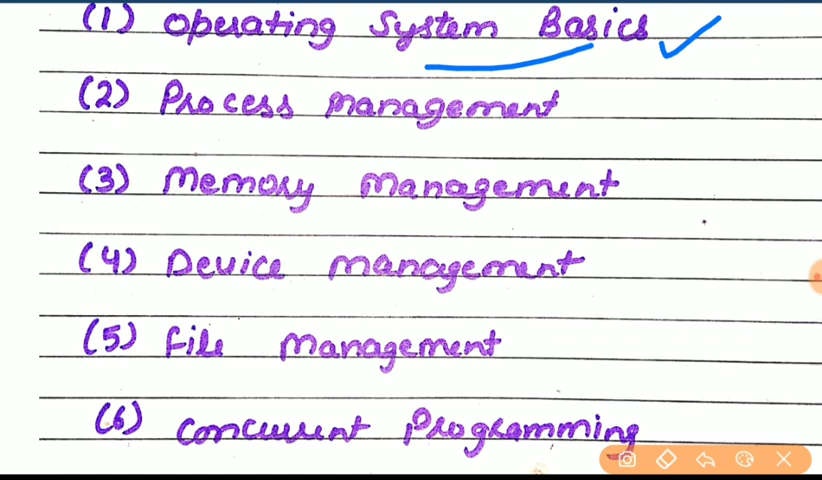 (1) Operating System Basics
(2) Process Management
(3) Memory Management
(4) Device Management
(5) File Management
(6) Concurrent Programming